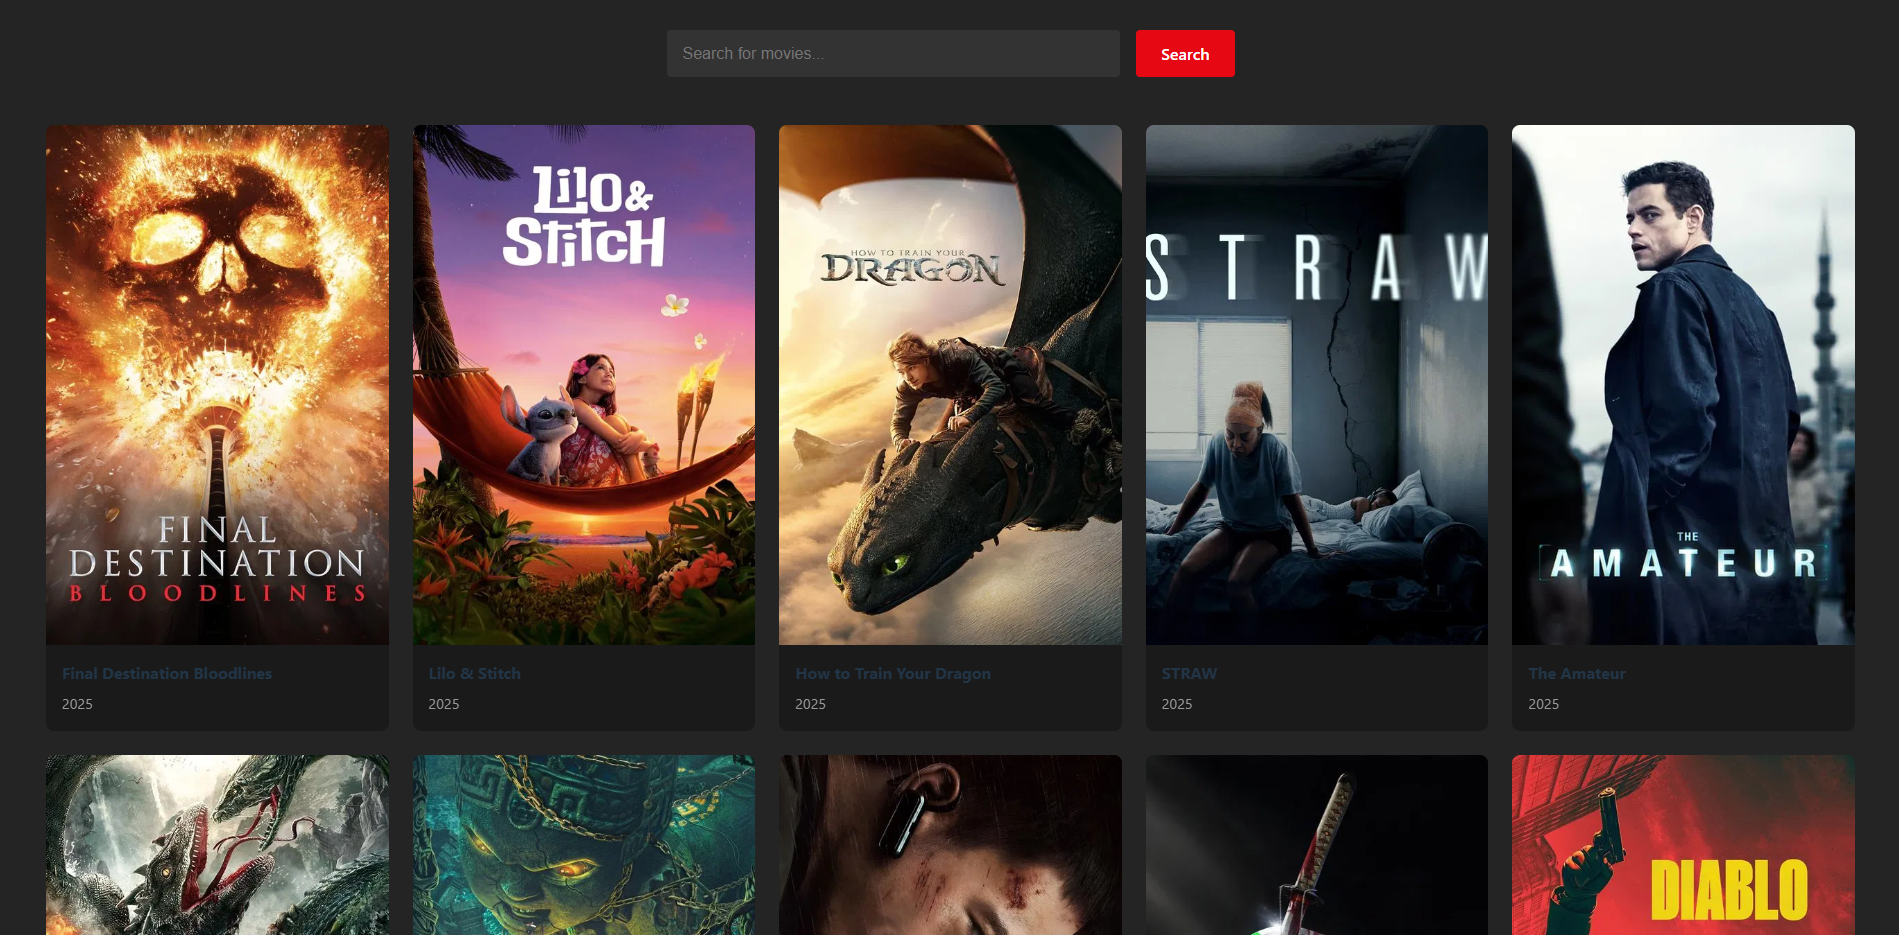 Search for movies...
Search
FINAL
DESTINATION
BLOODLINES
LiLO &
STiTCH
HOW TO TRAIN YOUR
DRAGON
STRAW
THE
AMATEUR
Final Destination Bloodlines
2025
Lilo & Stitch
2025
How to Train Your Dragon
2025
STRAW
2025
The Amateur
2025
DIABLO